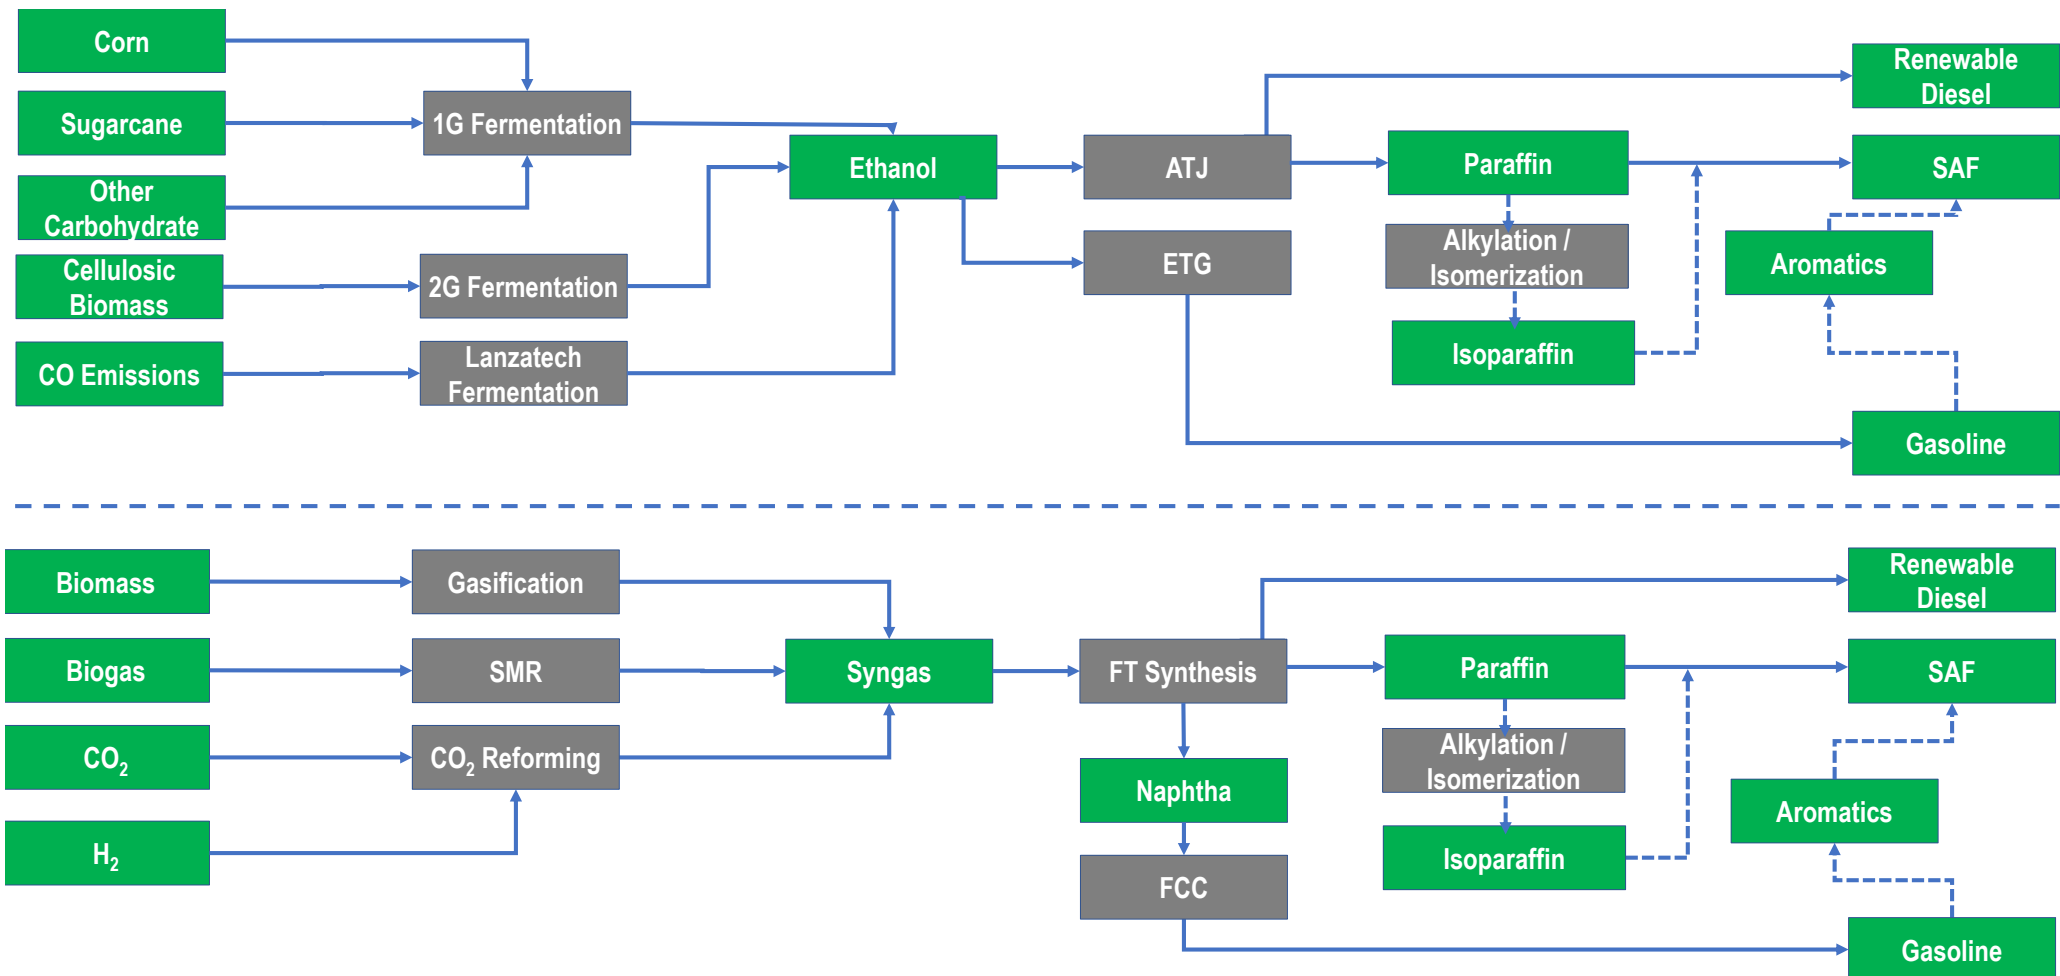 Corn
Sugarcane
Other
Carbohydrate
Cellulosic
Biomass
CO Emissions
1G Fermentation
2G Fermentation
Lanzatech
Fermentation
Ethanol
ATJ
ETG
Paraffin
Alkylation /
Isomerization
Isoparaffin
Renewable
Diesel
SAF
Aromatics
Gasoline
Biomass
Biogas
CO₂
H₂
Gasification
SMR
CO₂ Reforming
Syngas
FT Synthesis
Naphtha
FCC
Paraffin
Alkylation /
Isomerization
Isoparaffin
Renewable
Diesel
SAF
Aromatics
Gasoline